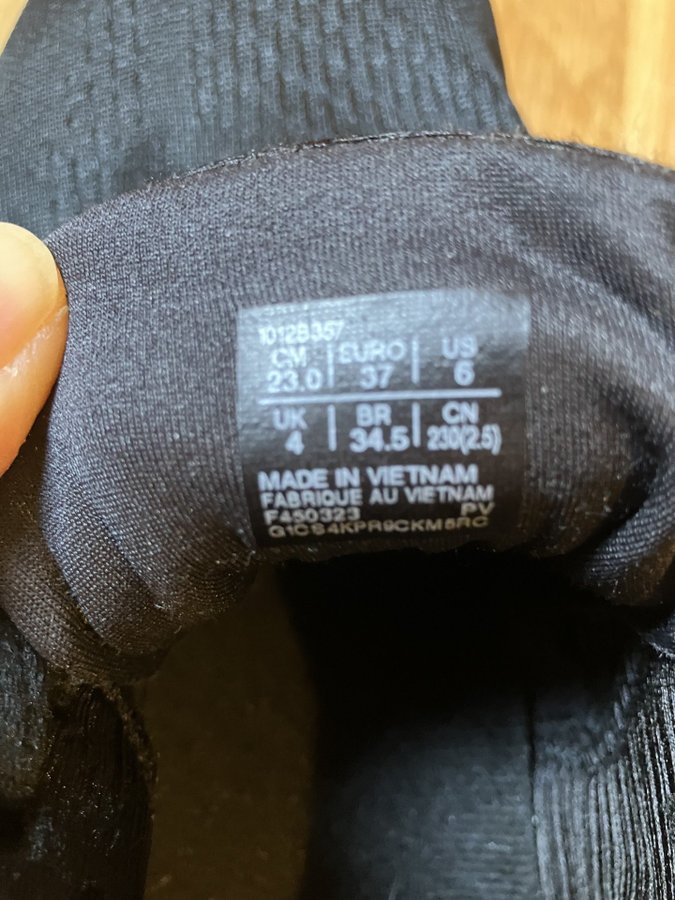 1012B357
CM | EURO | US
23.0 | 37 | 6
UK | BR | CN
4 | 34.5 | 230(2.5)
MADE IN VIETNAM
FABRIQUE AU VIETNAM
F450323 PV
G1CS4KPR9CKM5RC